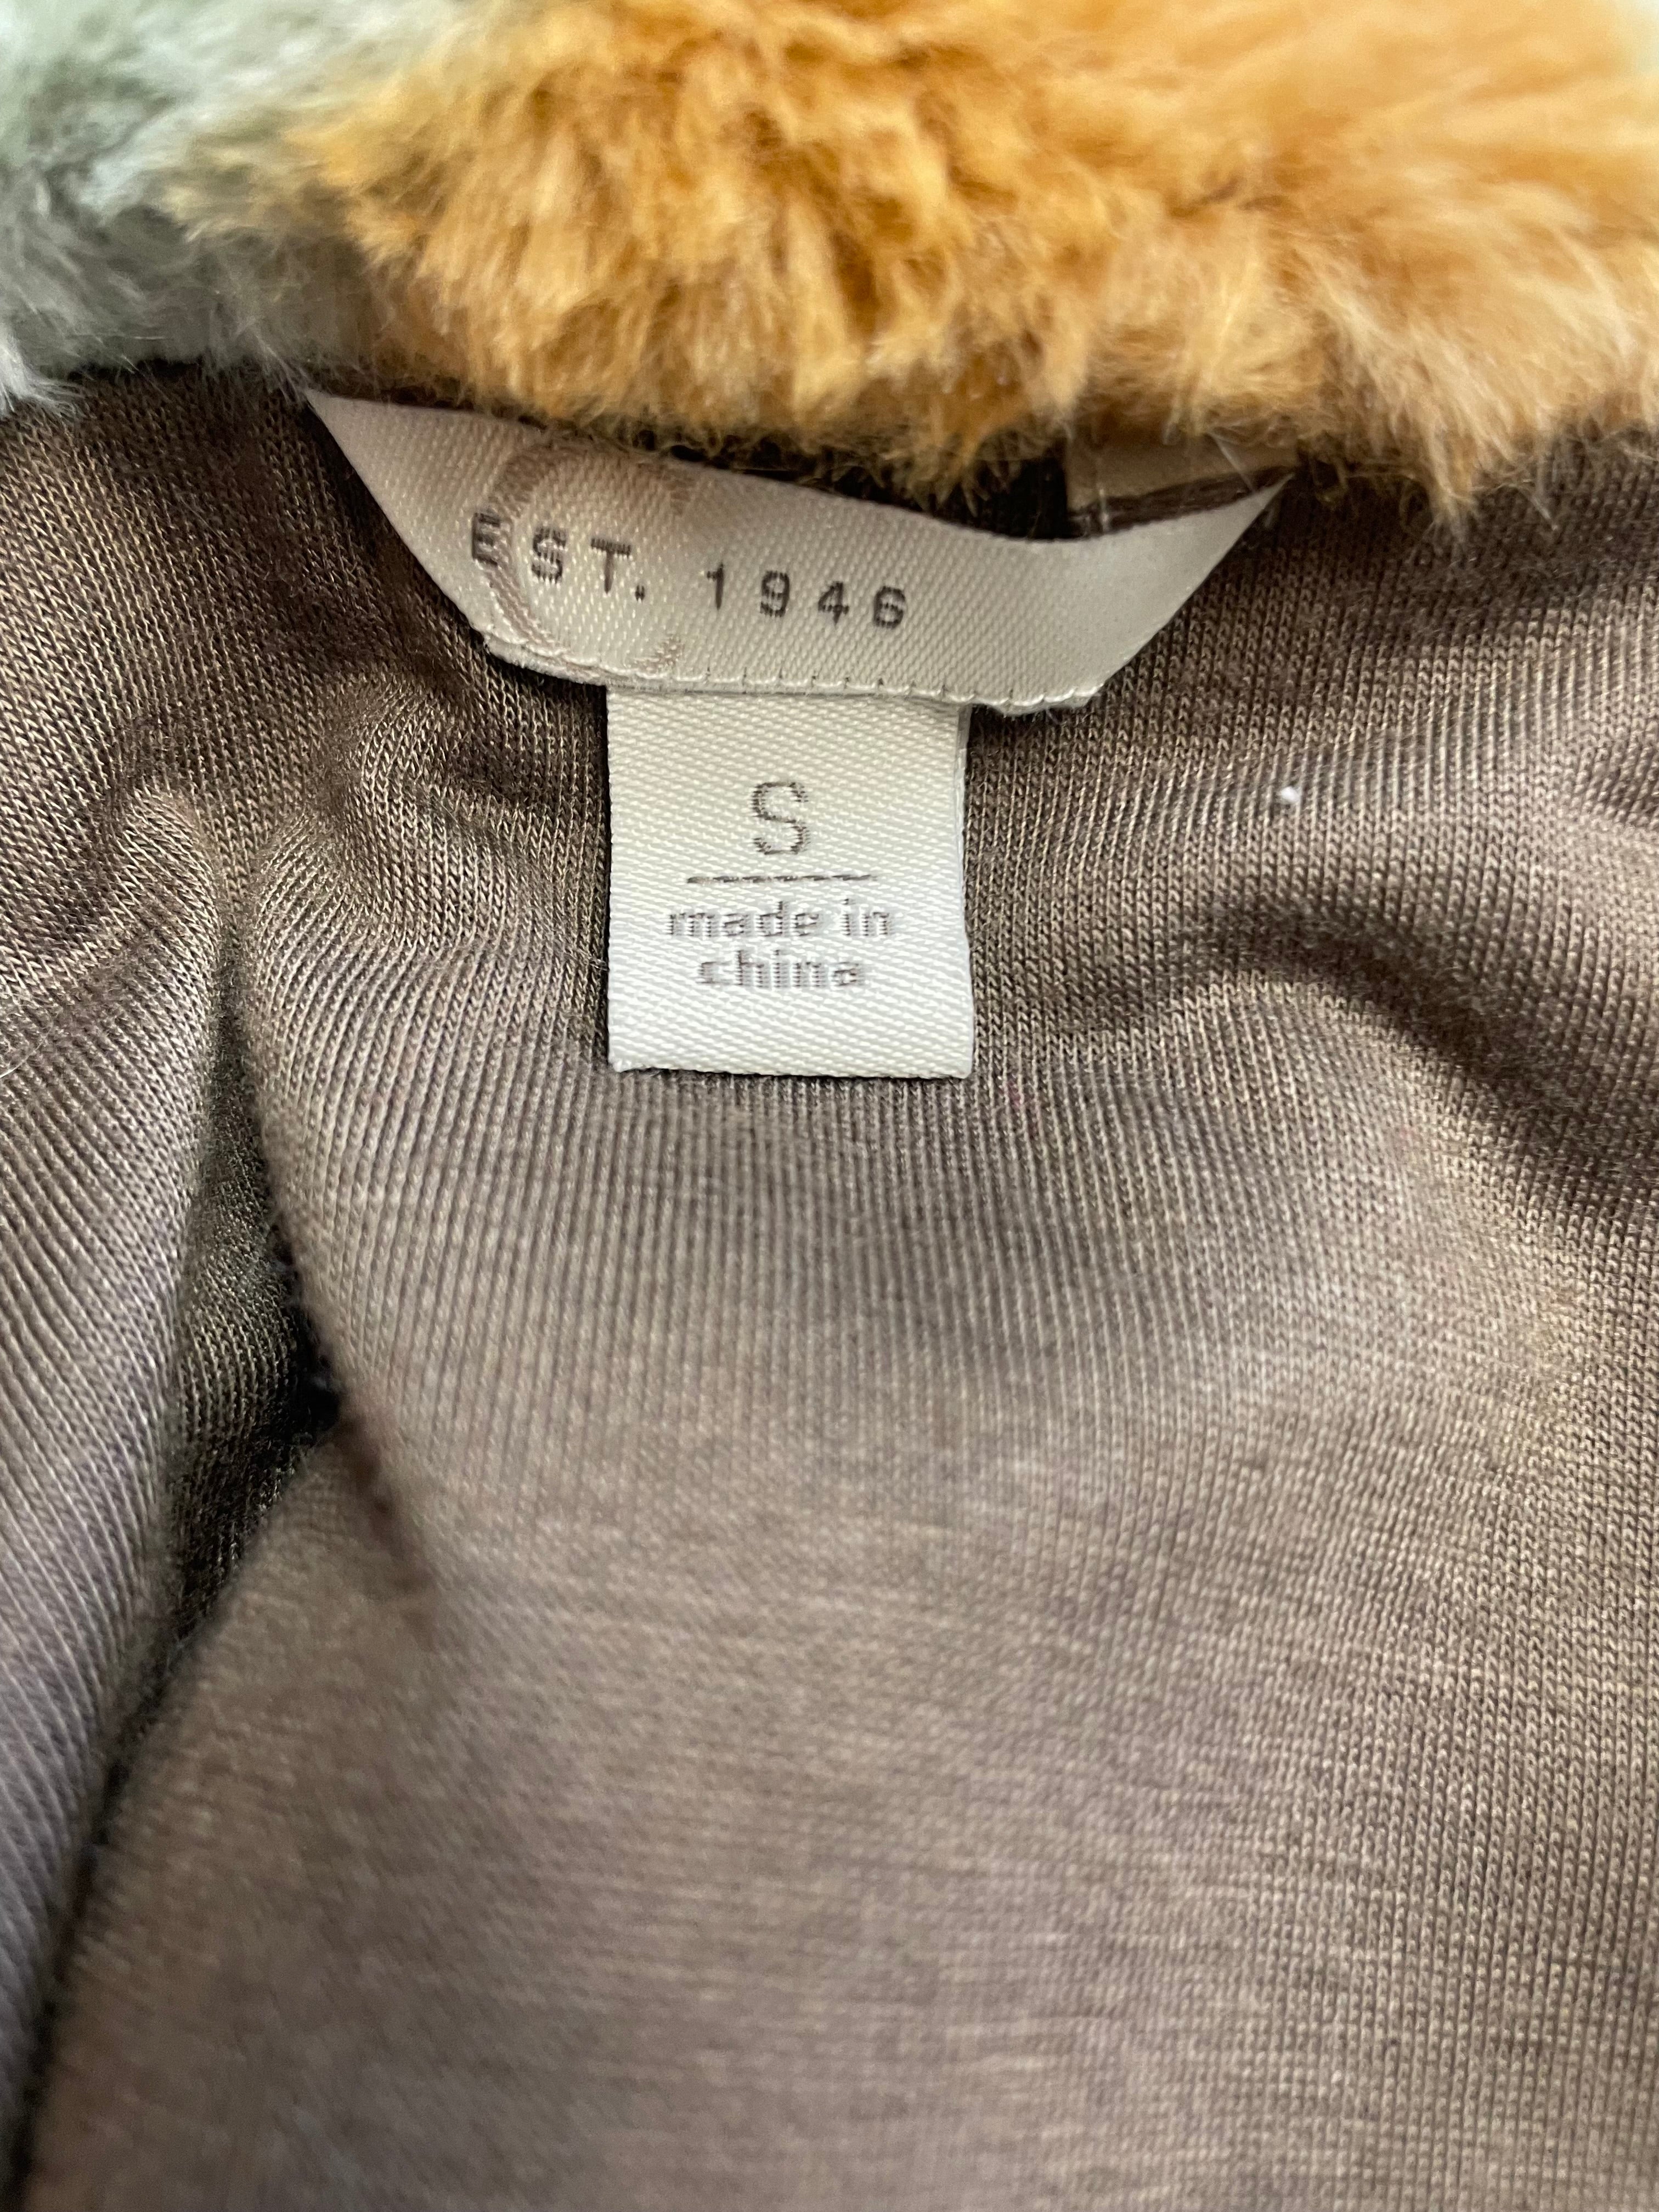 EST. 1946
S
made in
china